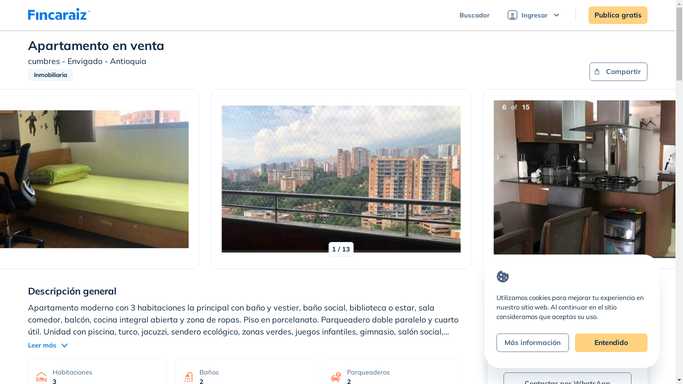 Fincaraiz
Buscador
Ingresar
Publica gratis
Apartamento en venta
cumbres - Envigado - Antioquia
Inmobiliaria
Compartir
6 of 15
1 / 13
Descripción general
Apartamento moderno con 3 habitaciones la principal con baño y vestier, baño social, biblioteca o estar, sala
comedor, balcón, cocina integral abierta y zona de ropas. Piso en porcelanato. Parqueadero doble paralelo y cuarto
útil. Unidad con piscina, turco, jacuzzi, sendero ecológico, zonas verdes, juegos infantiles, gimnasio, salón social,...
Leer más
Habitaciones
3
Baños
2
Parqueaderos
2
Utilizamos cookies para mejorar tu experiencia en
nuestro sitio web. Al continuar en el sitio
consideramos que aceptas su uso.
Más información
Entendido
Contactar por WhatsApp